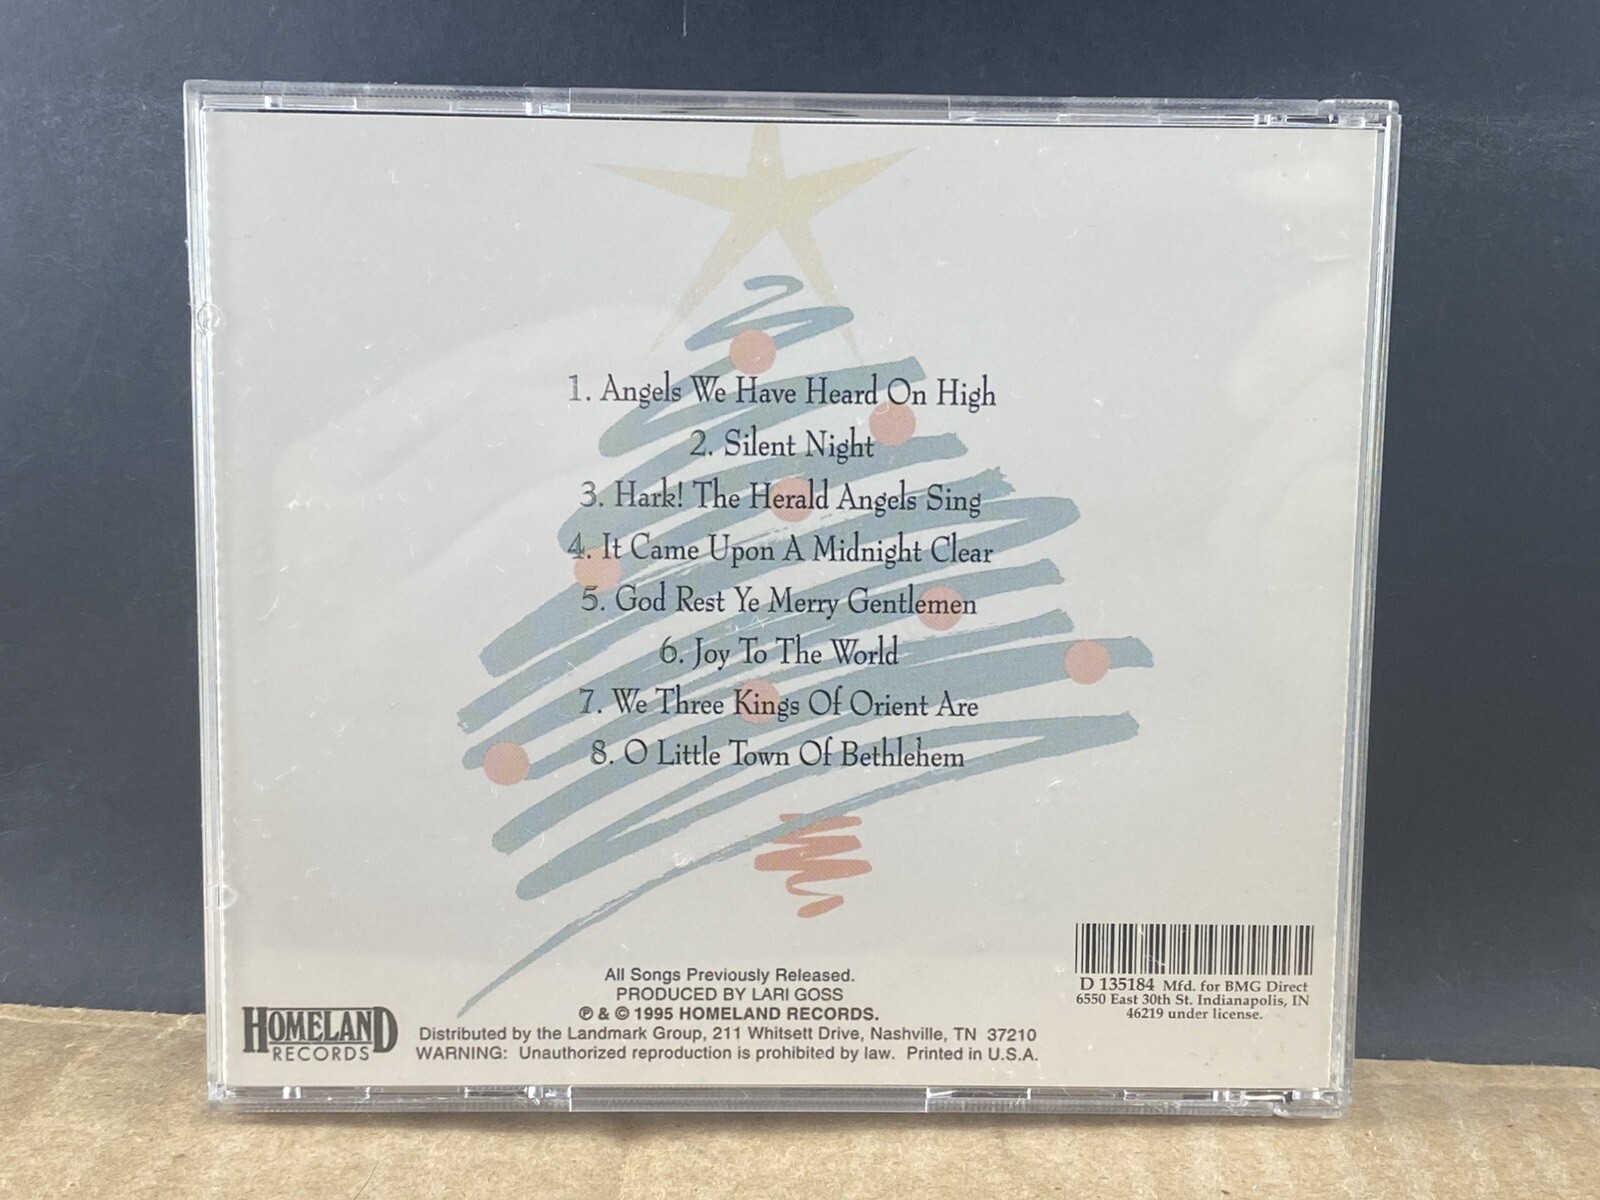 1. Angels We Have Heard On High
2. Silent Night
3. Hark! The Herald Angels Sing
4. It Came Upon A Midnight Clear
5. God Rest Ye Merry Gentlemen
6. Joy To The World
7. We Three Kings Of Orient Are
8. O Little Town Of Bethlehem
All Songs Previously Released.
PRODUCED BY LARI GOSS
℗ & © 1995 HOMELAND RECORDS.
Distributed by the Landmark Group, 211 Whitsett Drive, Nashville, TN 37210
WARNING: Unauthorized reproduction is prohibited by law. Printed in U.S.A.
HOMELAND
RECORDS
D 135184 Mfd. for BMG Direct
6550 East 30th St. Indianapolis, IN
46219 under license.